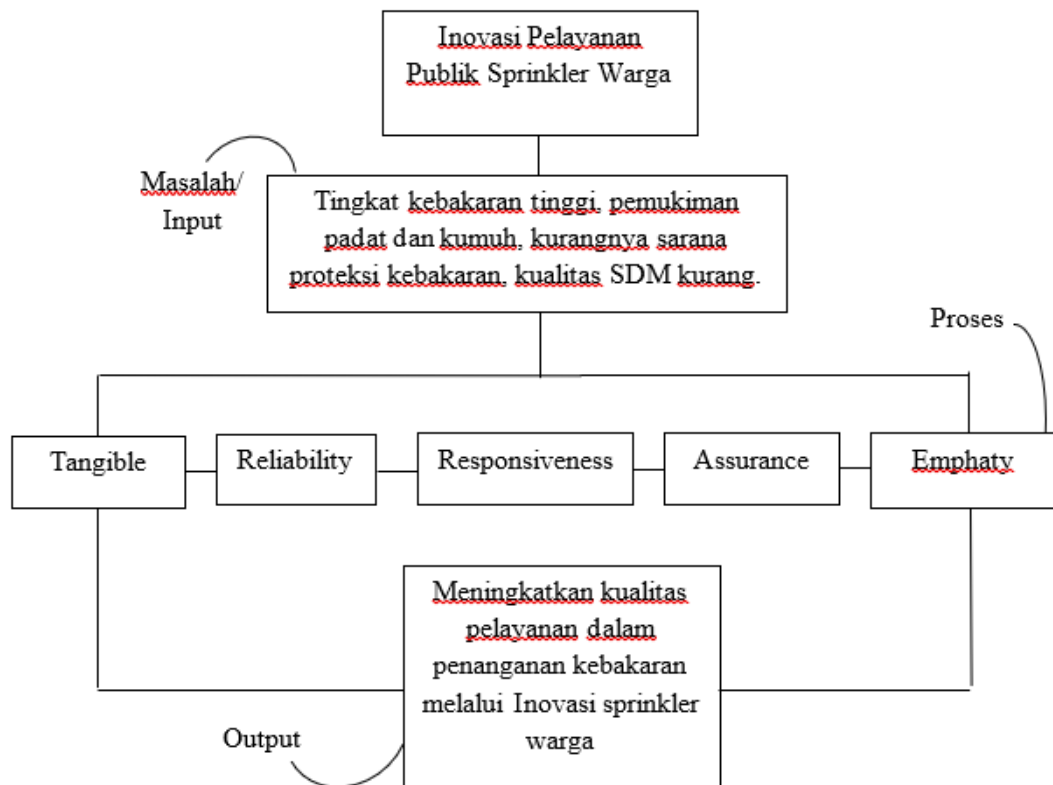 Inovasi Pelayanan
Publik Sprinkler Warga
Masalah/
Input
Tingkat kebakaran tinggi, pemukiman
padat dan kumuh, kurangnya sarana
proteksi kebakaran, kualitas SDM kurang.
Proses
Tangible
Reliability
Responsiveness
Assurance
Emphaty
Meningkatkan kualitas
pelayanan dalam
penanganan kebakaran
melalui Inovasi sprinkler
warga
Output